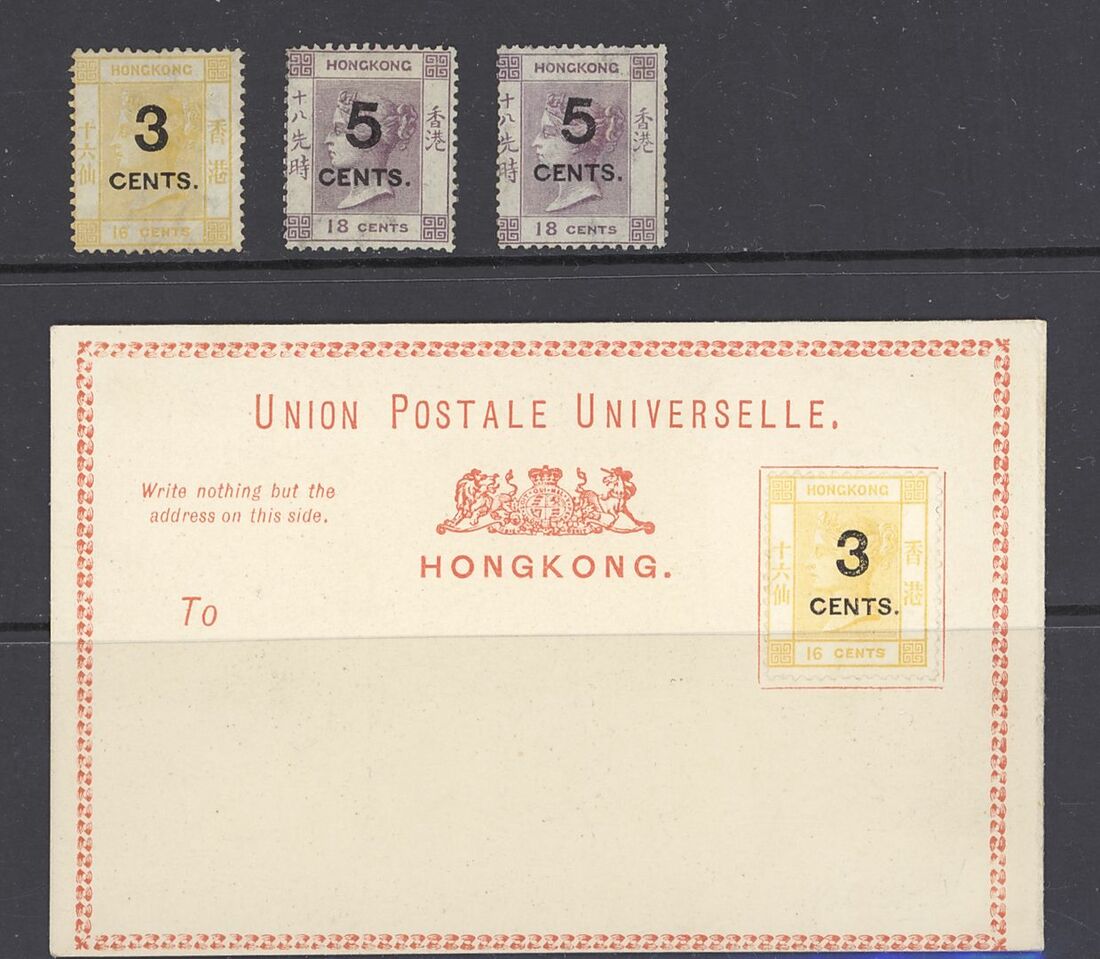 HONGKONG
十六仙
香港
3
CENTS.
16 CENTS
HONGKONG
十八先時
香港
5
CENTS.
18 CENTS
HONGKONG
十八先時
香港
5
CENTS.
18 CENTS
UNION POSTALE UNIVERSELLE.
Write nothing but the
address on this side.
HONGKONG.
To
HONGKONG
十六仙
香港
3
CENTS.
16 CENTS